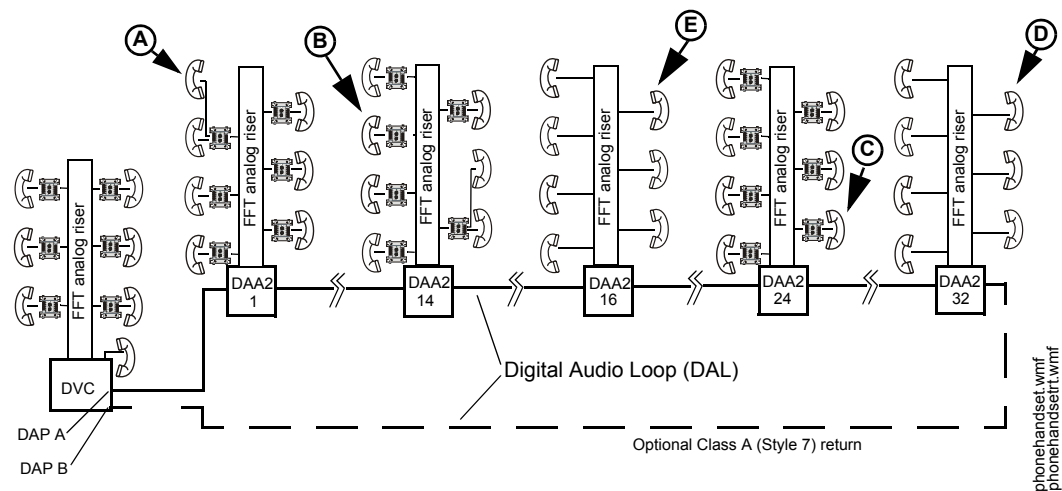 A
B
E
D
C
FFT analog riser
FFT analog riser
FFT analog riser
FFT analog riser
FFT analog riser
FFT analog riser
DAA2
1
DAA2
14
DAA2
16
DAA2
24
DAA2
32
DVC
Digital Audio Loop (DAL)
DAP A
DAP B
Optional Class A (Style 7) return
phonehandset.wmf
phonehandsetrt.wmf